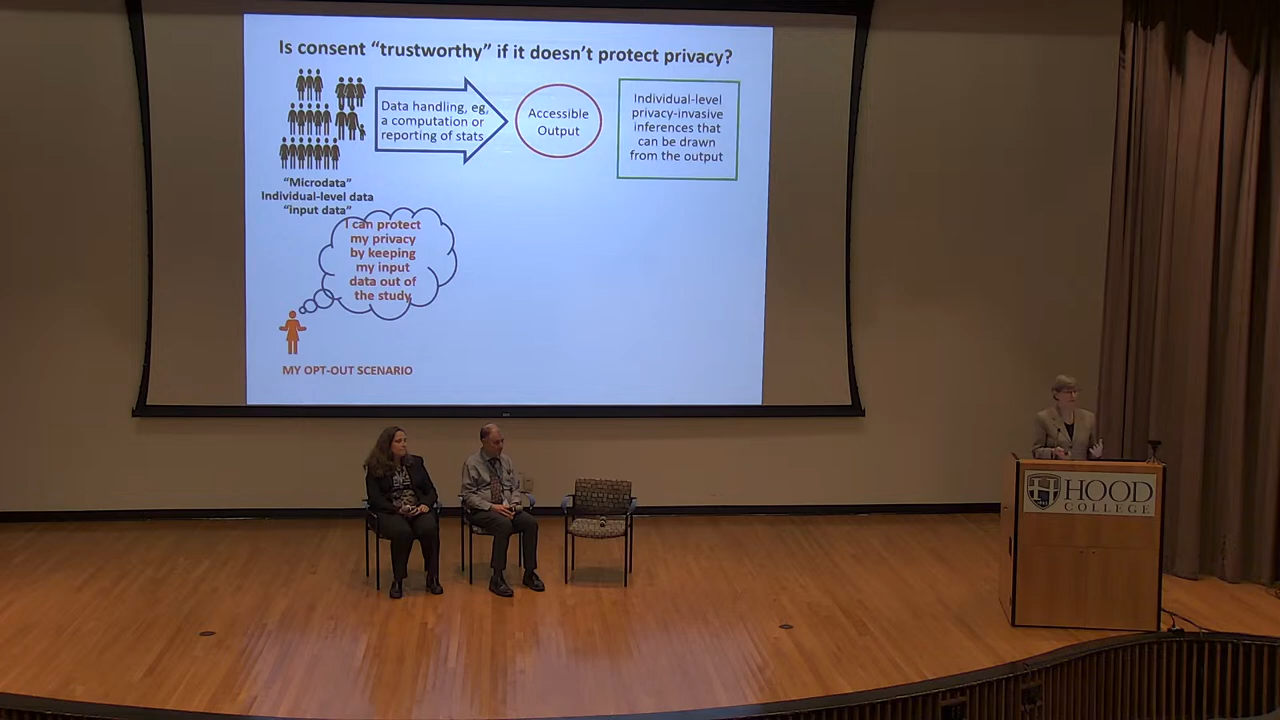 Is consent “trustworthy” if it doesn’t protect privacy?
Data handling, eg,
a computation or
reporting of stats
Accessible
Output
Individual-level
privacy-invasive
inferences that
can be drawn
from the output
“Microdata”
Individual-level data
“input data”
I can protect
my privacy
by keeping
my input
data out of
the study
MY OPT-OUT SCENARIO
HOOD
COLLEGE